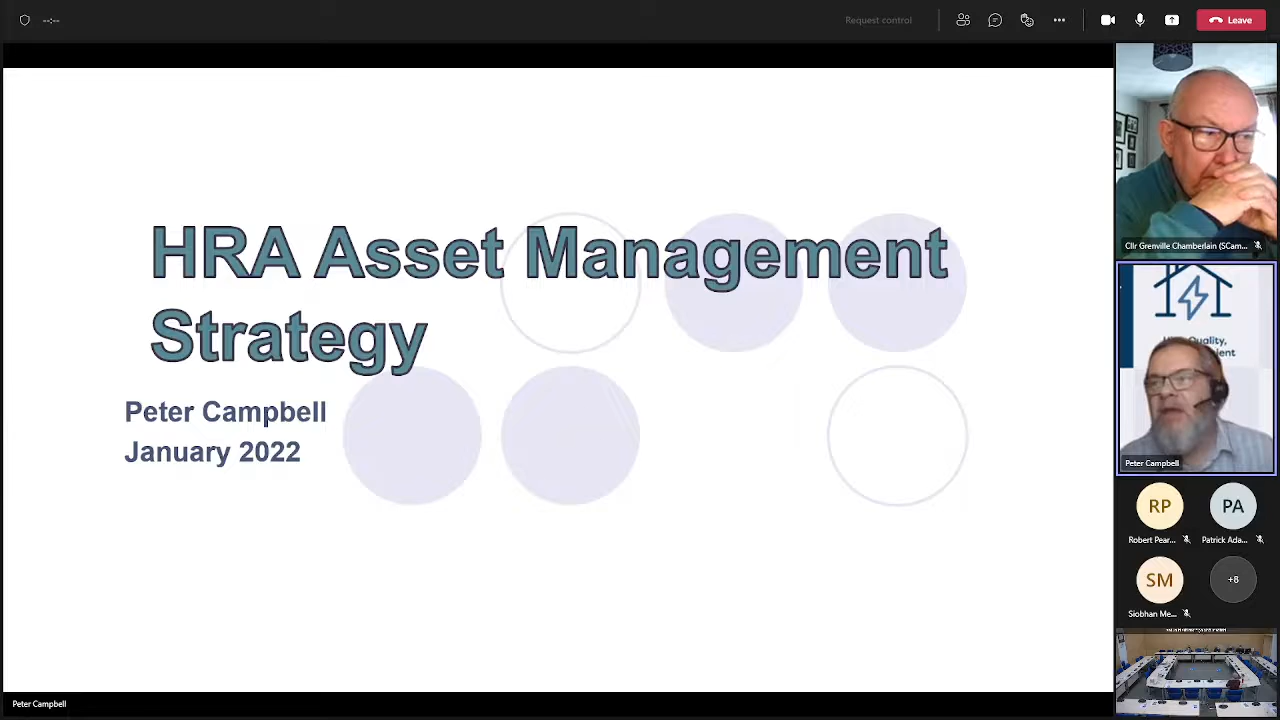 --:--
Request control
Leave
HRA Asset Management
Strategy
Peter Campbell
January 2022
Cllr Grenville Chamberlain (SCam...
Peter Campbell
RP
PA
Robert Pear...
Patrick Ada...
SM
+8
Siobhan Me...
Peter Campbell